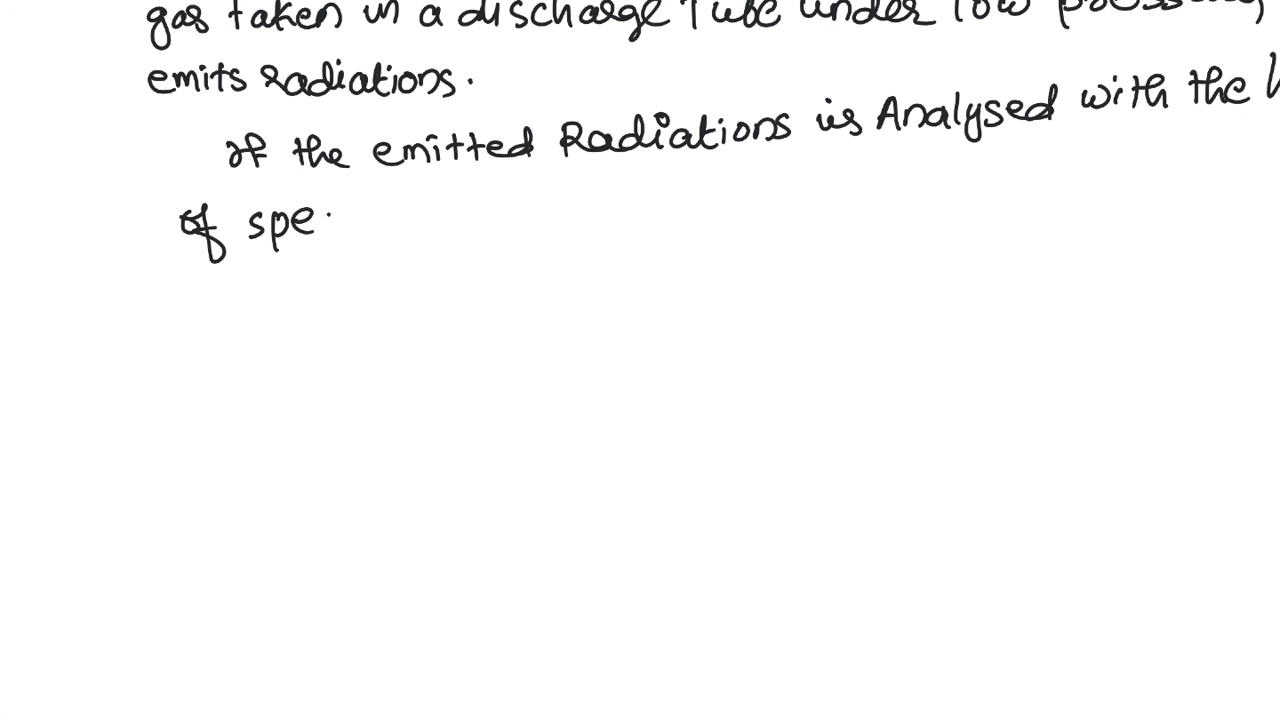 gas taken in a discharge Tube under low pressure,
emits Radiations.
If the emitted Radiations is Analysed with the
of spe